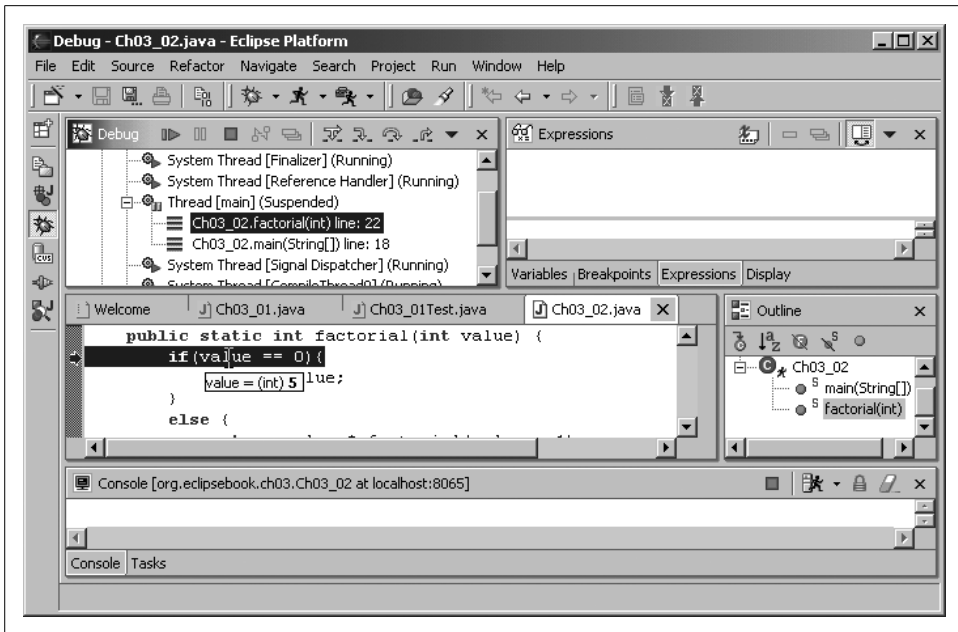 Debug - Ch03_02.java - Eclipse Platform
File Edit Source Refactor Navigate Search Project Run Window Help
Debug
System Thread [Finalizer] (Running)
System Thread [Reference Handler] (Running)
Thread [main] (Suspended)
Ch03_02.factorial(int) line: 22
Ch03_02.main(String[]) line: 18
System Thread [Signal Dispatcher] (Running)
System Thread [CompileThread0] (Running)
Expressions
Variables Breakpoints Expressions Display
Welcome Ch03_01.java Ch03_01Test.java Ch03_02.java X
public static int factorial(int value) {
if(value == 0){
value = (int) 5 lue;
}
else {
Outline
Ch03_02
main(String[])
factorial(int)
Console [org.eclipsebook.ch03.Ch03_02 at localhost:8065]
Console Tasks